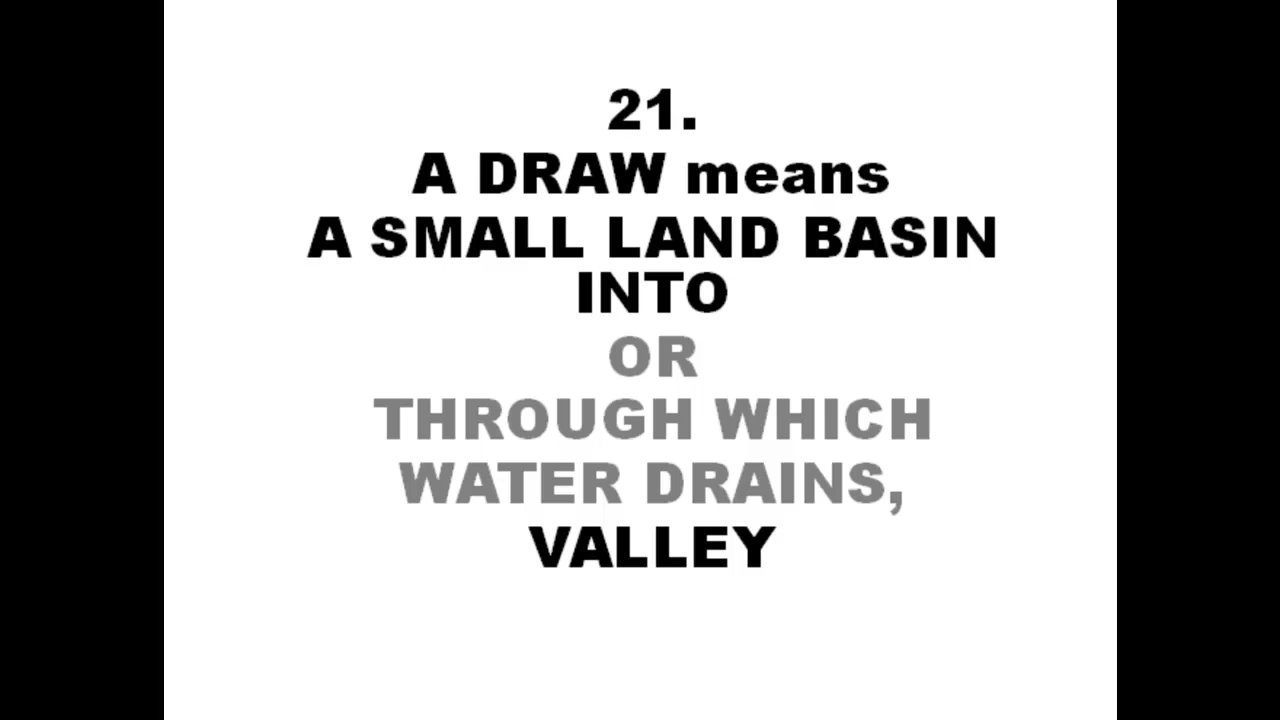 21.
A DRAW means
A SMALL LAND BASIN
INTO
OR
THROUGH WHICH
WATER DRAINS,
VALLEY